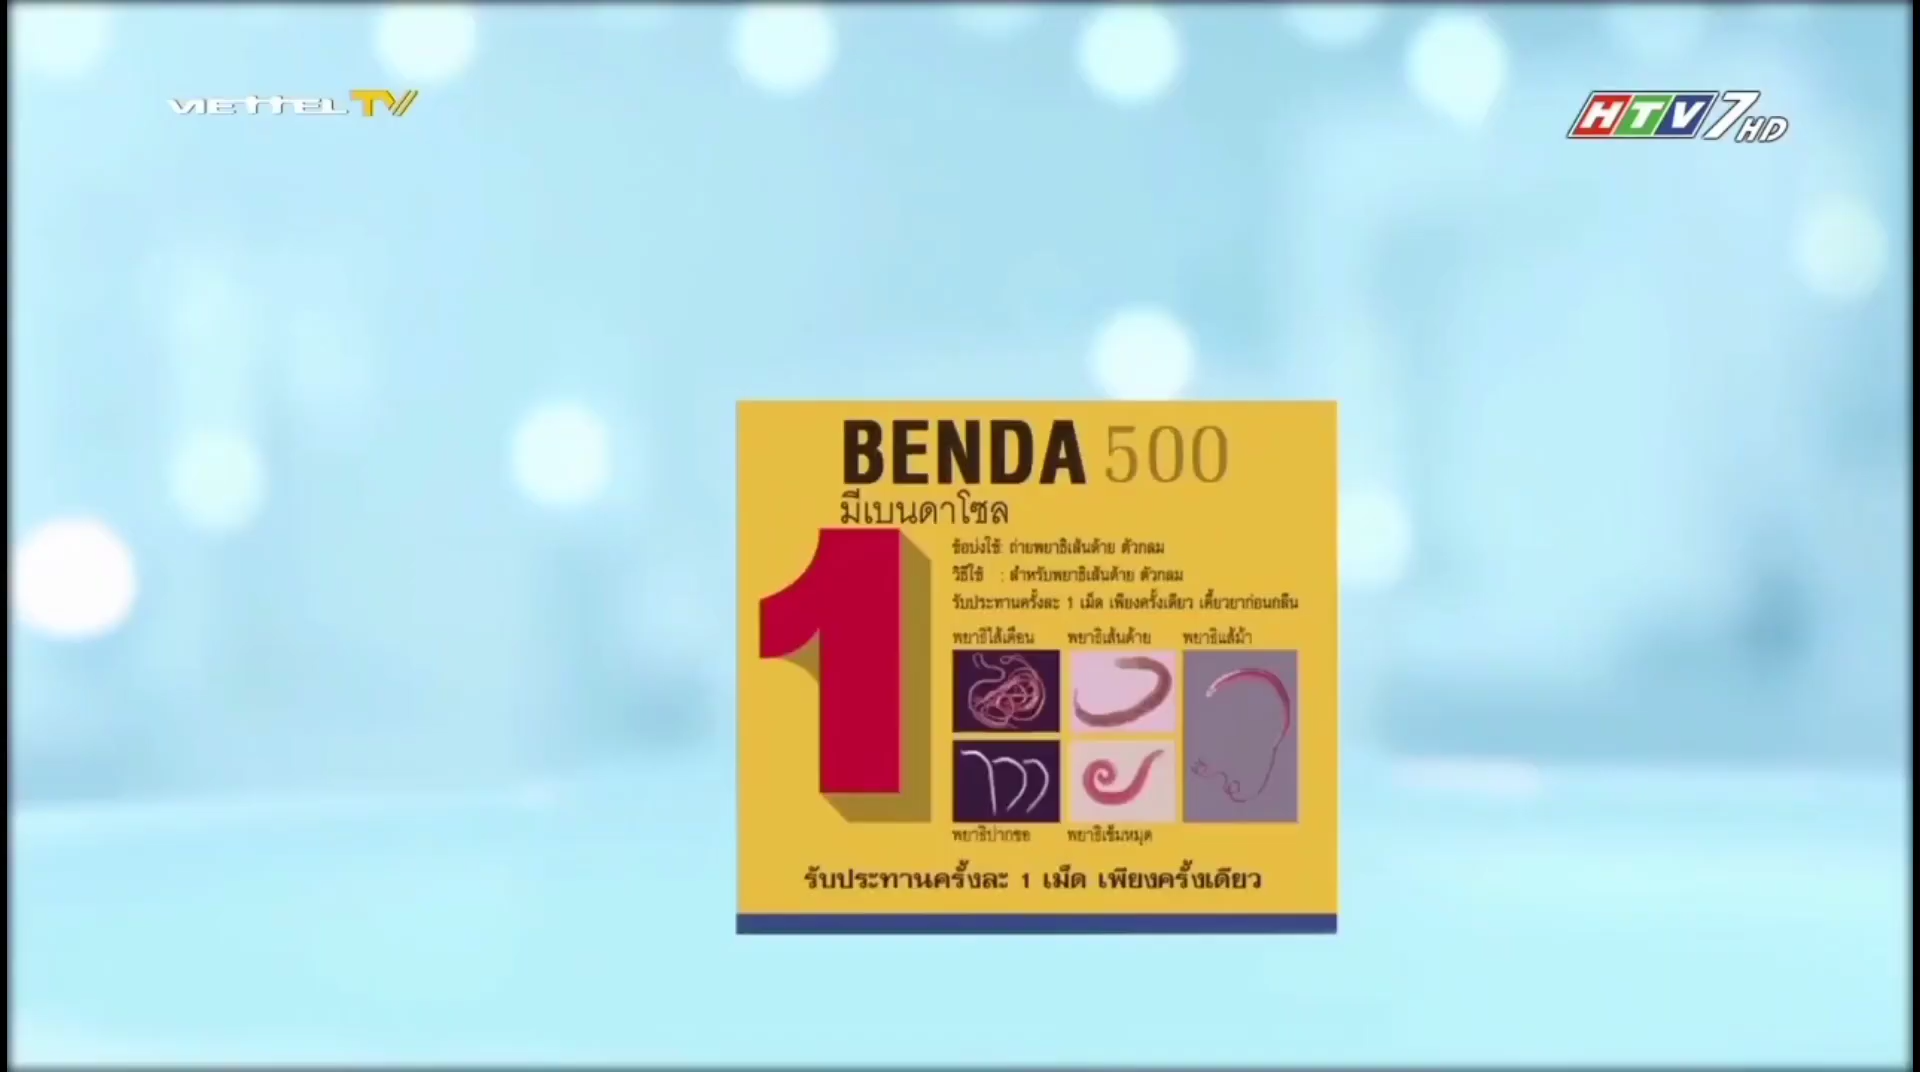 VIETTEL TV
HTV7 HD
BENDA 500
มีเบนดาโซล
1
ข้อบ่งใช้: ถ่ายพยาธิเส้นด้าย ตัวกลม
วิธีใช้ : สำหรับพยาธิเส้นด้าย ตัวกลม
รับประทานครั้งละ 1 เม็ด เพียงครั้งเดียว เคี้ยวยาก่อนกลืน
พยาธิไส้เดือน พยาธิเส้นด้าย พยาธิแส้ม้า
พยาธิปากขอ พยาธิเข็มหมุด
รับประทานครั้งละ 1 เม็ด เพียงครั้งเดียว